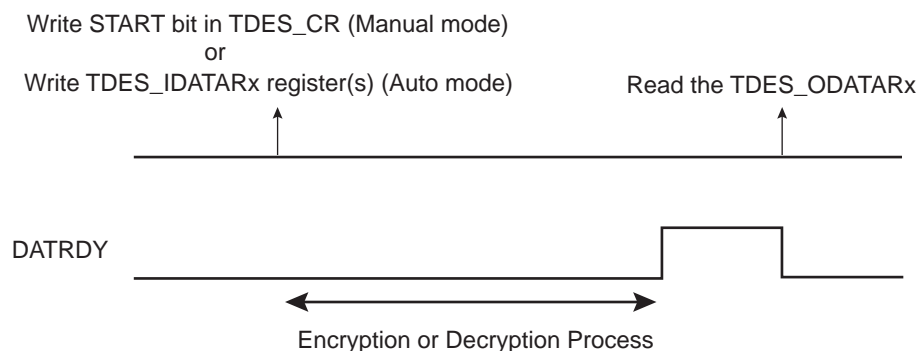 Write START bit in TDES_CR (Manual mode)
or
Write TDES_IDATARx register(s) (Auto mode)
Read the TDES_ODATARx
DATRDY
Encryption or Decryption Process